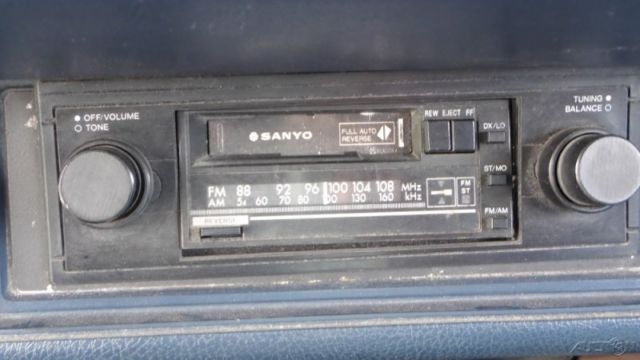 OFF/VOLUME
TONE
SANYO
FULL AUTO
REVERSE
REW EJECT FF
DX/LO
TUNING
BALANCE
FM 88 92 96 100 104 108 MHz
AM 54 60 70 80 100 130 160 kHz
FM
ST
ST/MO
REVERSE
FM/AM